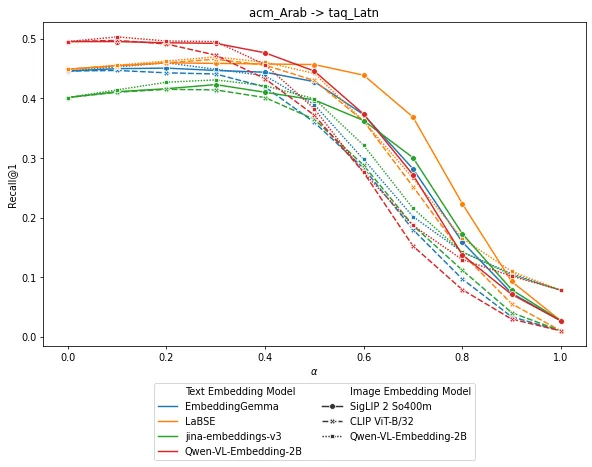 acm_Arab -> taq_Latn
Recall@1
0.5
0.4
0.3
0.2
0.1
0.0
0.0 0.2 0.4 0.6 0.8 1.0
α
Text Embedding Model
EmbeddingGemma
LaBSE
jina-embeddings-v3
Qwen-VL-Embedding-2B
Image Embedding Model
SigLIP 2 So400m
CLIP ViT-B/32
Qwen-VL-Embedding-2B